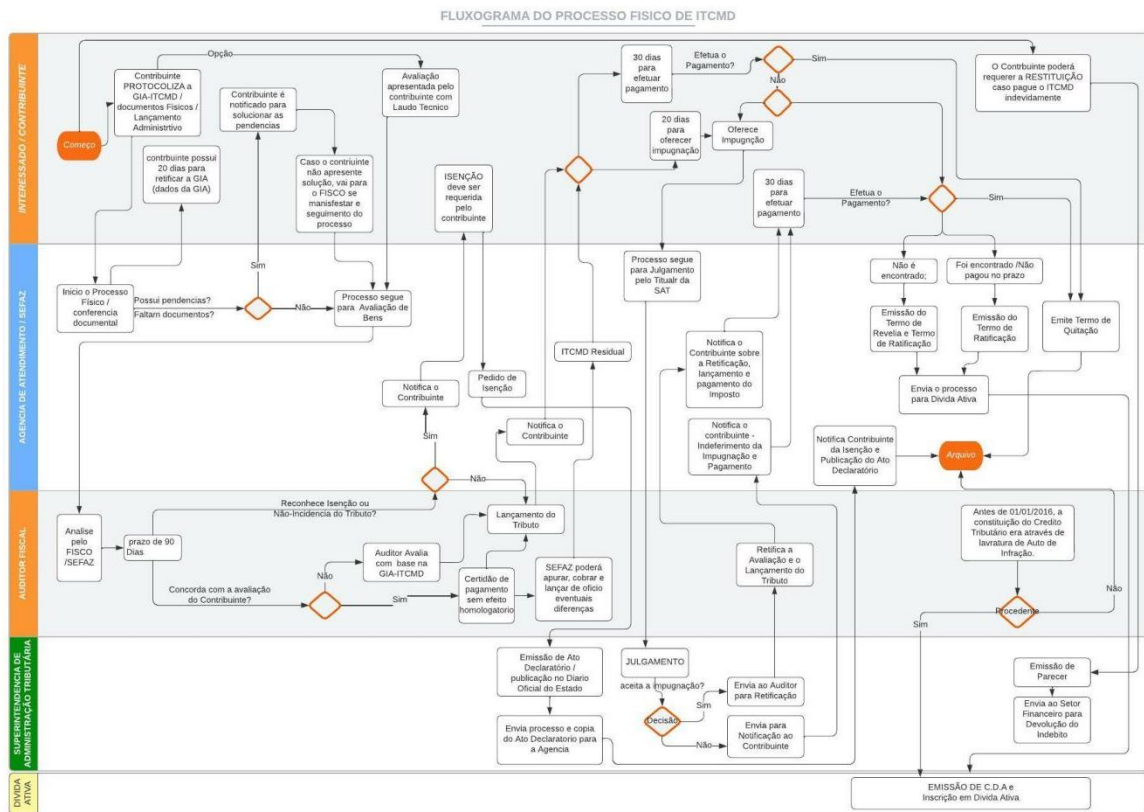 FLUXOGRAMA DO PROCESSO FISICO DE ITCMD
INTERESSADO / CONTRIBUINTE
Começo
Contribuinte
PROTOCOLIZA a
GIA-ITCMD /
documentos Fisicos /
Lançamento
Administrtivo
Opção
Avaliação
apresentada pelo
contribuinte com
Laudo Tecnico
Contribuinte é
notificado para
solucionar as
pendencias
contrbuinte possui
20 dias para
retificar a GIA
(dados da GIA)
Caso o contriuinte
não apresente
solução, vai para
o FISCO se
manisfestar e
seguimento do
processo
ISENÇÃO
deve ser
requerida
pelo
contribuinte
30 dias
para
efetuar
pagamento
Efetua o
Pagamento?
Sim
Não
20 dias
para
oferecer
impugnação
Oferece
Impugnção
30 dias
para
efetuar
pagamento
Efetua o
Pagamento?
Sim
O Contrbuinte poderá
requerer a RESTITUIÇÃO
caso pague o ITCMD
indevidamente
AGENCIA DE ATENDIMENTO / SEFAZ
Inicio o Processo
Físico /
conferencia
documental
Possui pendencias?
Faltam documentos?
Sim
Não
Processo segue
para Avaliação de
Bens
Notifica o
Contribuinte
Sim
Não
Pedido de
Isenção
Notifica o
Contribuinte
ITCMD Residual
Processo segue
para Julgamento
pelo Titualr da
SAT
Notifica o
Contribuinte sobre
a Retificação,
lançamento e
pagamento do
Imposto
Notifica o
contribuinte -
Indeferimento da
Impugnação e
Pagamento
Não é
encontrado;
Foi encontrado /Não
pagou no prazo
Emissão do
Termo de
Revelia e Termo
de Ratificação
Emissão do
Termo de
Ratificação
Emite Termo de
Quitação
Envia o processo
para Divida Ativa
Notifica Contribuinte
da Isenção e
Publicação do Ato
Declaratório
Arquivo
AUDITOR FISCAL
Analise
pelo
FISCO
/SEFAZ
prazo de 90
Dias
Reconhece Isenção ou
Não-Incidencia do Tributo?
Concorda com a avaliação
do Contribuinte?
Não
Sim
Auditor Avalia
com base na
GIA-ITCMD
Lançamento do
Tributo
Certidão de
pagamento
sem efeito
homologatorio
SEFAZ poderá
apurar, cobrar e
lançar de oficio
eventuais
diferenças
Retifica a
Avaliação e o
Lançamento do
Tributo
Antes de 01/01/2016, a
constituição do Credito
Tributário era através de
lavratura de Auto de
Infração.
Procedente
Sim
Não
SUPERINTENDENCIA DE
ADMINISTRAÇÃO TRIBUTÁRIA
Emissão de Ato
Declaratório /
publicação no Diario
Oficial do Estado
Envia processo e copia
do Ato Declaratorio para
a Agencia
JULGAMENTO
aceita a impugnação?
Decisão
Sim
Não
Envia ao Auditor
para Retificação
Envia para
Notificação ao
Contribuinte
Emissão de
Parecer
Envia ao Setor
Financeiro para
Devolução do
Indebito
DIVIDA
ATIVA
EMISSÃO DE C.D.A e
Inscrição em Divida Ativa